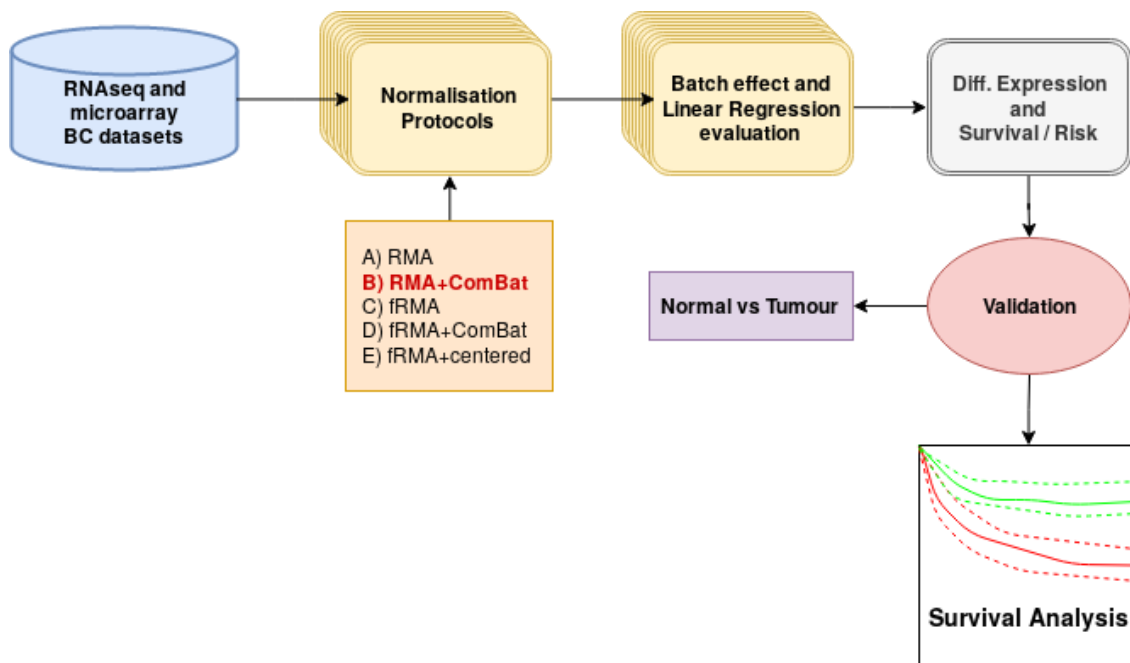 RNAseq and
microarray
BC datasets
Normalisation
Protocols
Batch effect and
Linear Regression
evaluation
Diff. Expression
and
Survival / Risk
A) RMA
B) RMA+ComBat
C) fRMA
D) fRMA+ComBat
E) fRMA+centered
Normal vs Tumour
Validation
Survival Analysis